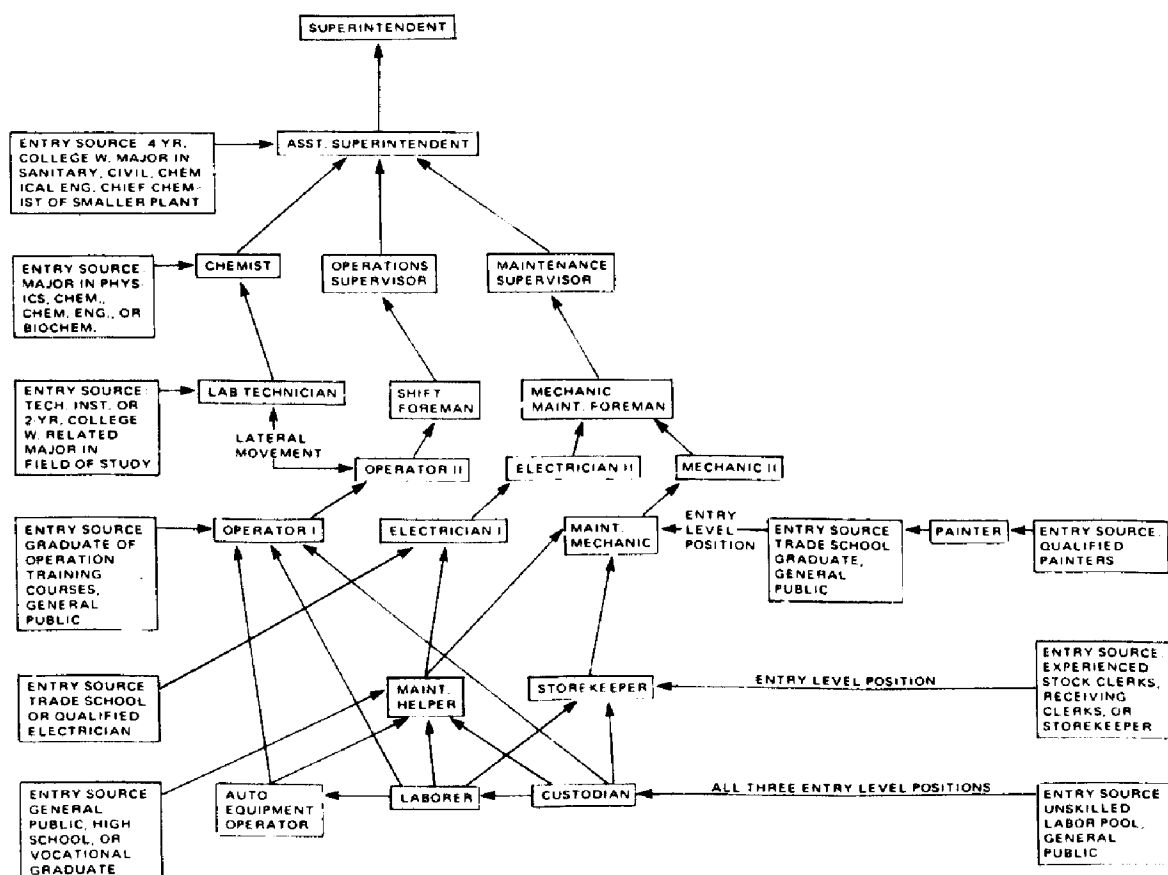 SUPERINTENDENT
ENTRY SOURCE 4 YR.
COLLEGE W. MAJOR IN
SANITARY, CIVIL, CHEM
ICAL ENG. CHIEF CHEM-
IST OF SMALLER PLANT
ASST. SUPERINTENDENT
ENTRY SOURCE
MAJOR IN PHYS-
ICS, CHEM.,
CHEM. ENG., OR
BIOCHEM.
CHEMIST
OPERATIONS
SUPERVISOR
MAINTENANCE
SUPERVISOR
ENTRY SOURCE:
TECH. INST. OR
2-YR. COLLEGE
W. RELATED
MAJOR IN
FIELD OF STUDY
LAB TECHNICIAN
SHIFT
FOREMAN
MECHANIC
MAINT. FOREMAN
LATERAL
MOVEMENT
OPERATOR II
ELECTRICIAN II
MECHANIC II
ENTRY SOURCE
GRADUATE OF
OPERATION
TRAINING
COURSES,
GENERAL
PUBLIC
OPERATOR I
ELECTRICIAN I
MAINT.
MECHANIC
ENTRY
LEVEL
POSITION
ENTRY SOURCE
TRADE SCHOOL
GRADUATE,
GENERAL
PUBLIC
PAINTER
ENTRY SOURCE.
QUALIFIED
PAINTERS
ENTRY SOURCE
TRADE SCHOOL
OR QUALIFIED
ELECTRICIAN
MAINT.
HELPER
STOREKEEPER
ENTRY LEVEL POSITION
ENTRY SOURCE.
EXPERIENCED
STOCK CLERKS,
RECEIVING
CLERKS, OR
STOREKEEPER
ENTRY SOURCE
GENERAL
PUBLIC, HIGH
SCHOOL, OR
VOCATIONAL
GRADUATE
AUTO
EQUIPMENT
OPERATOR
LABORER
CUSTODIAN
ALL THREE ENTRY LEVEL POSITIONS
ENTRY SOURCE
UNSKILLED
LABOR POOL,
GENERAL
PUBLIC